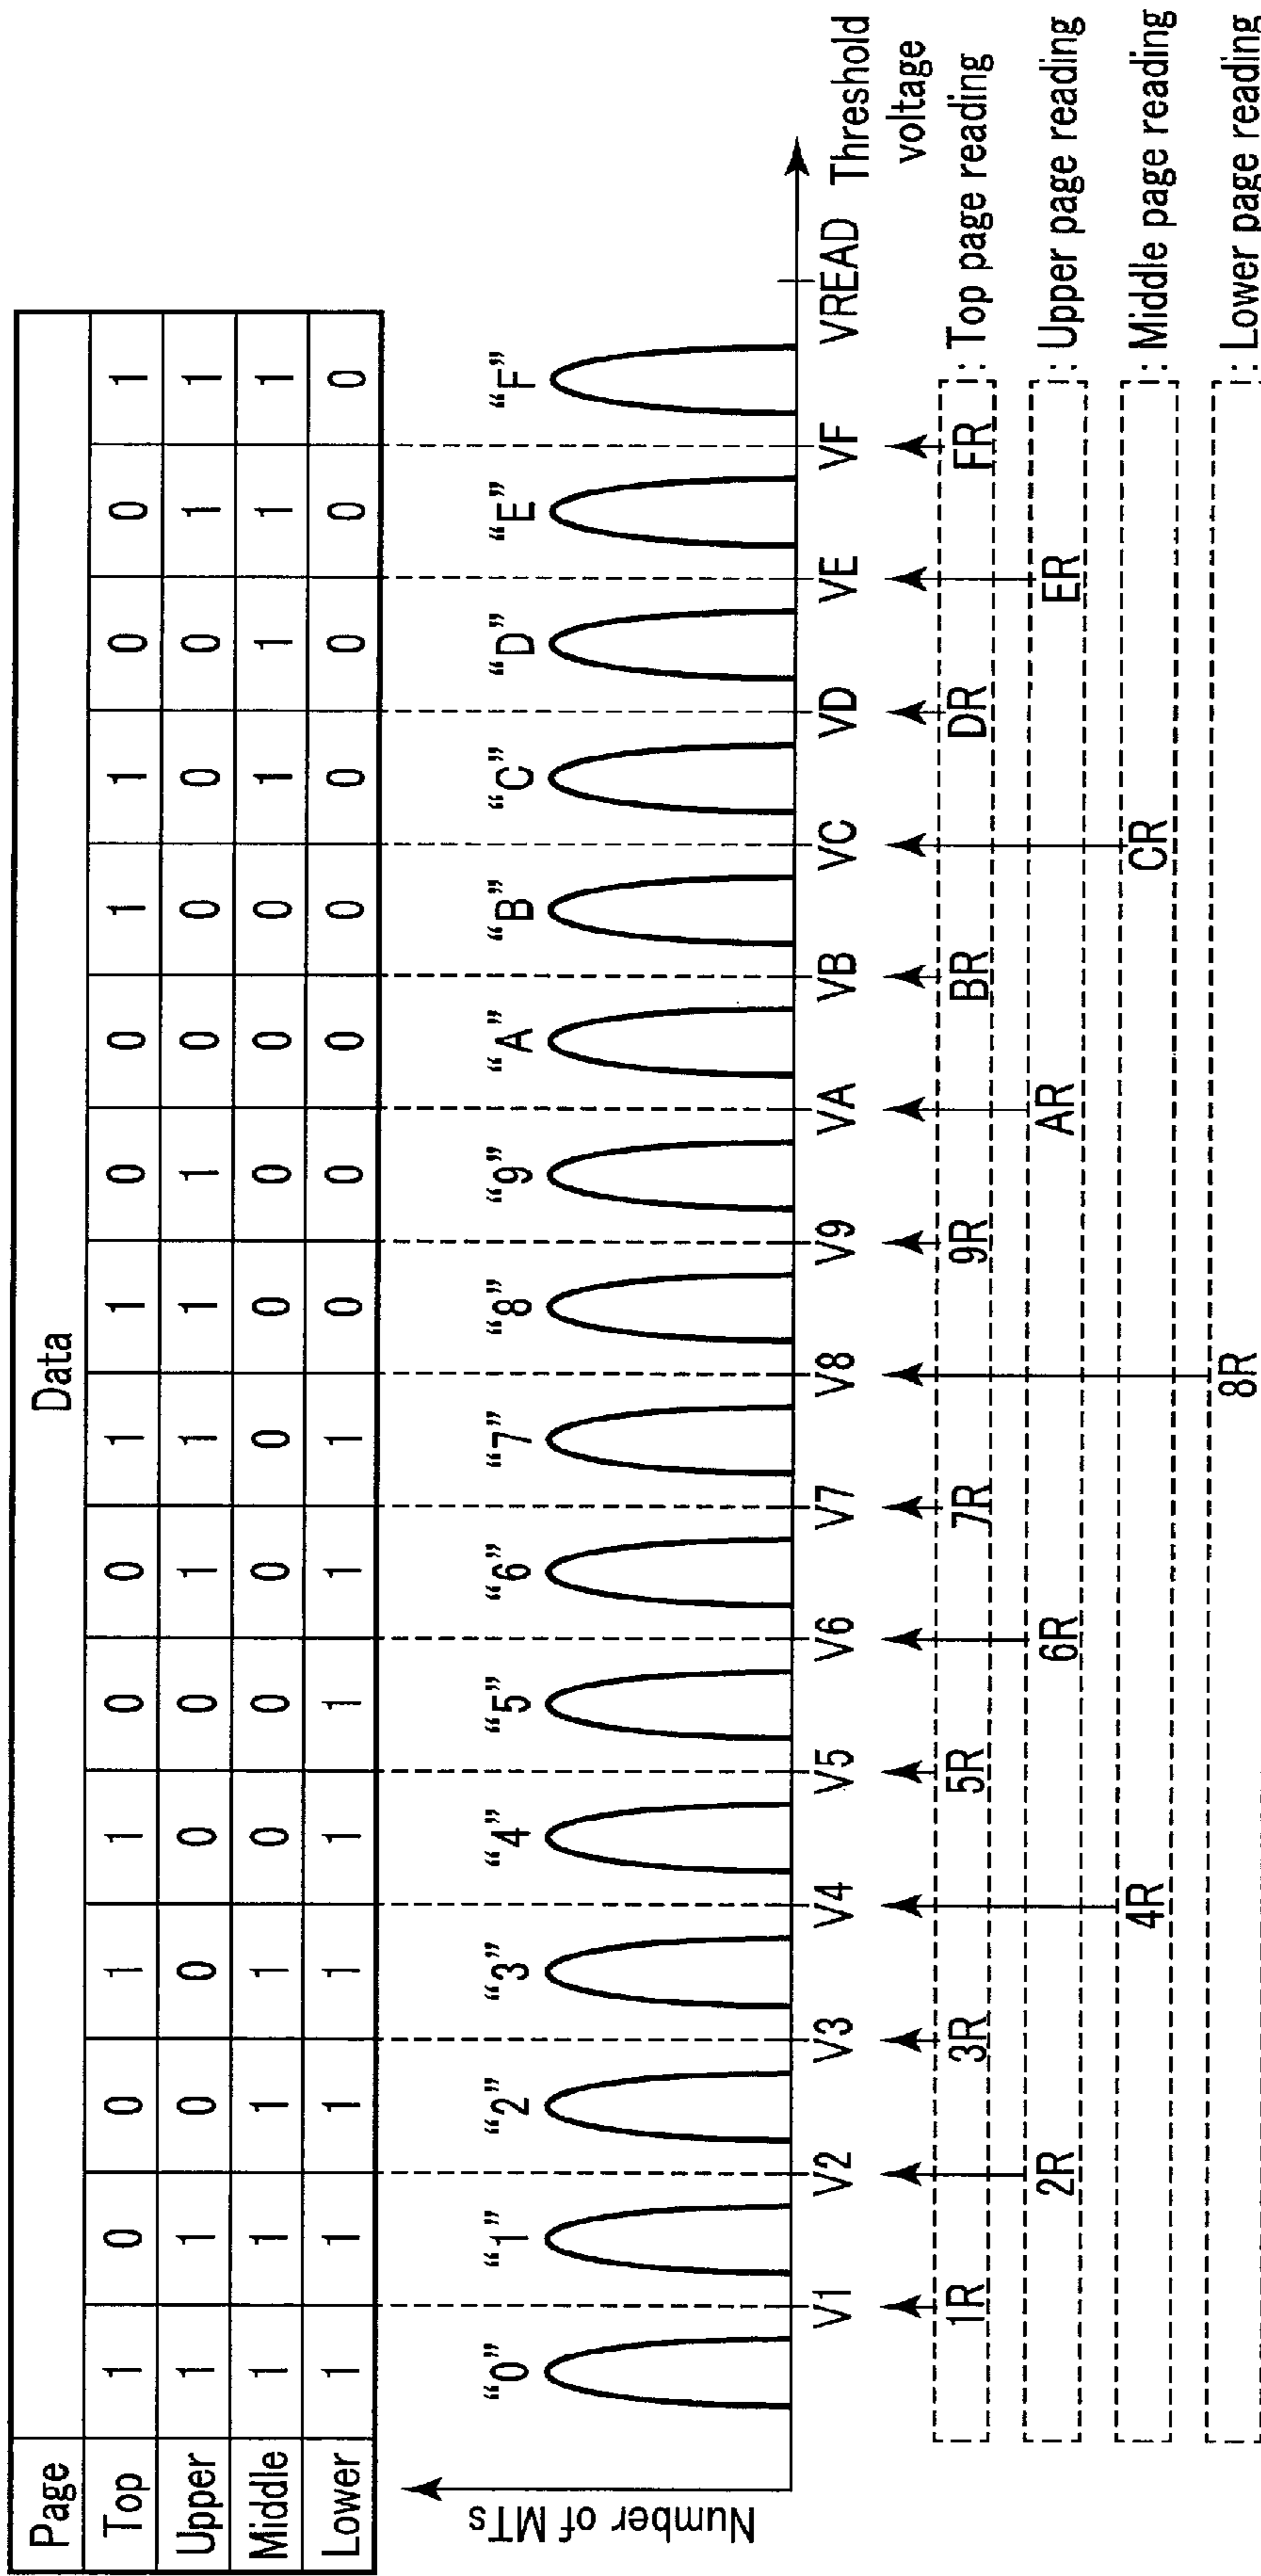 Page Data
Top 1 0 0 1 1 0 0 1 1 0 0 1 1 0 0 1
Upper 1 1 0 0 0 0 1 1 1 1 0 0 0 0 1 1
Middle 1 1 1 1 0 0 0 0 0 0 0 0 1 1 1 1
Lower 1 1 1 1 1 1 1 1 0 0 0 0 0 0 0 0
Number of MTs
“0” “1” “2” “3” “4” “5” “6” “7” “8” “9” “A” “B” “C” “D” “E” “F”
V1 V2 V3 V4 V5 V6 V7 V8 V9 VA VB VC VD VE VF VREAD Threshold
voltage
1R 3R 5R 7R 9R BR DR FR : Top page reading
2R 6R AR ER : Upper page reading
4R CR : Middle page reading
8R : Lower page reading